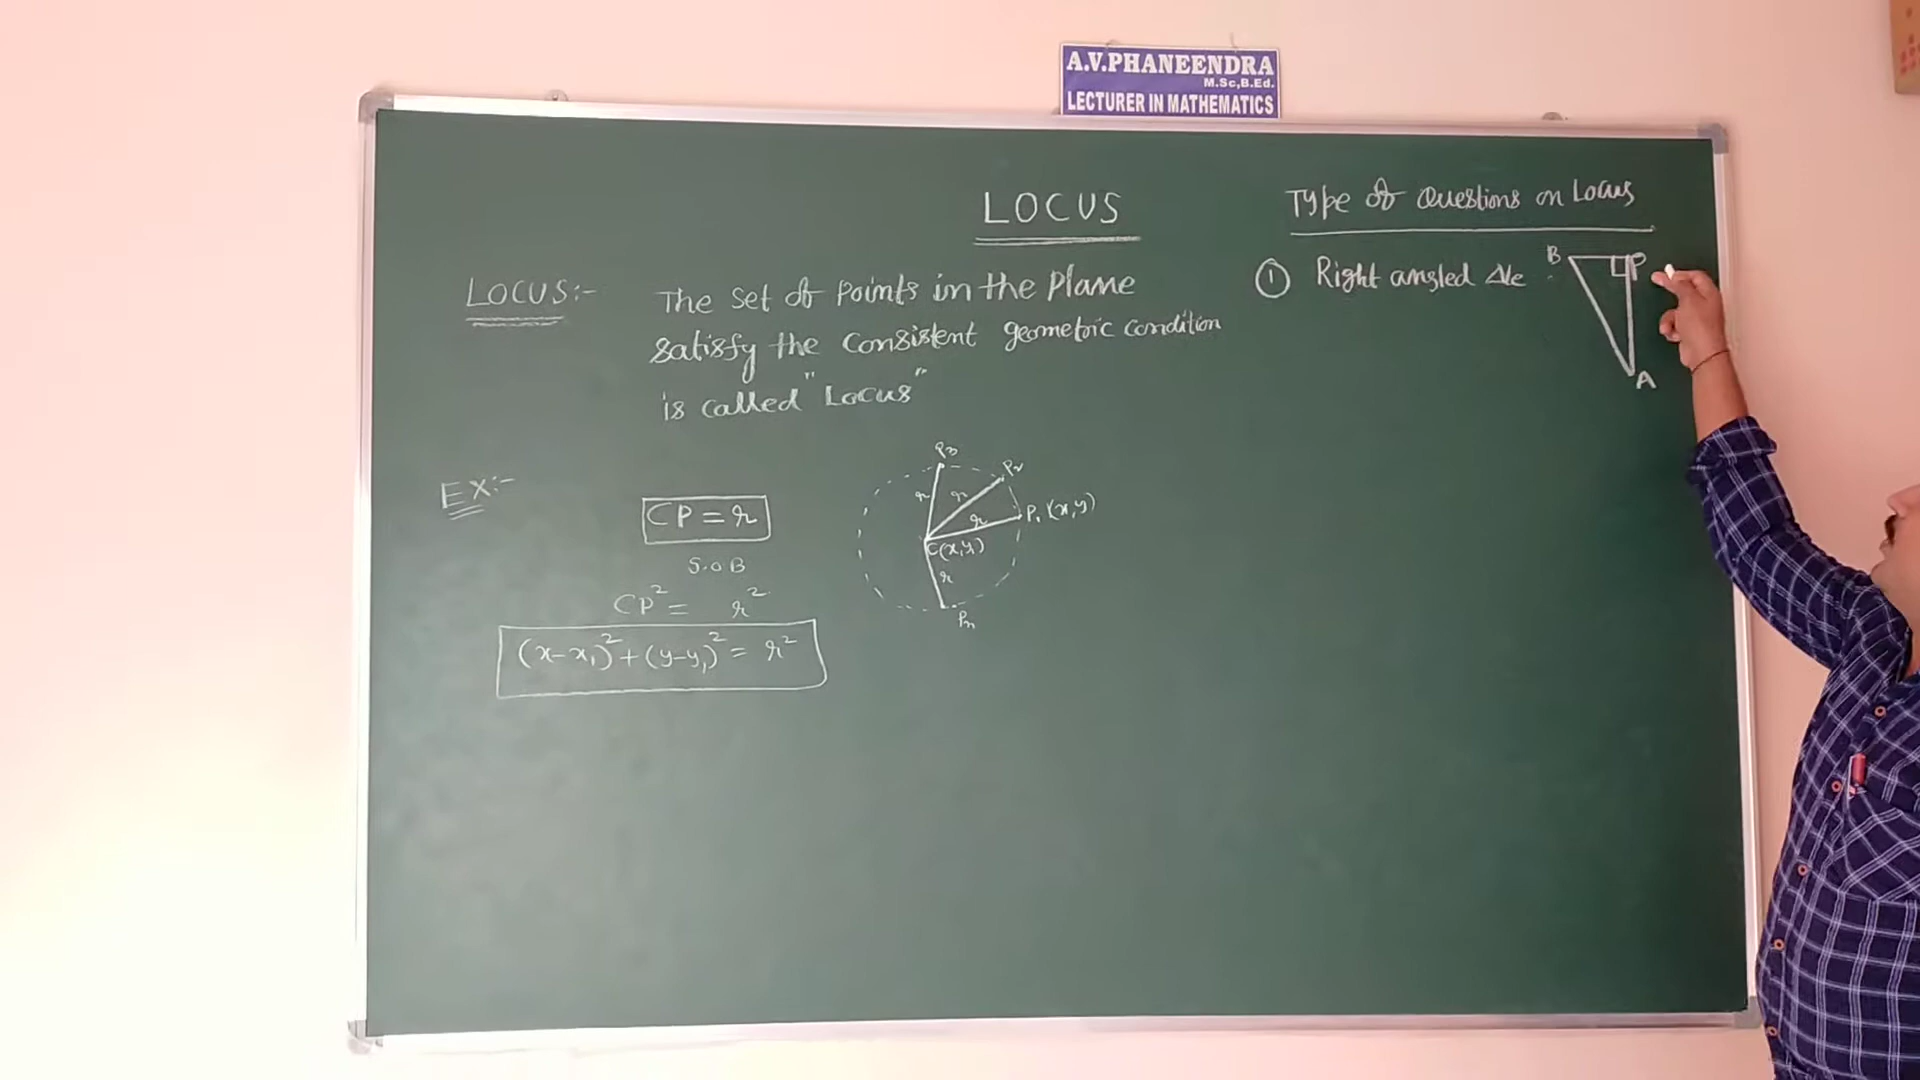 A.V.PHANEENDRA
M.Sc,B.Ed.
LECTURER IN MATHEMATICS
LOCUS
LOCUS:-
The set of Points in the Plane
satisfy the consistent geometric condition
is called "Locus"
EX:-
CP = r
S.O.B
CP² = r²
(x-x₁)²+(y-y₁)² = r²
P₃
P₂
r
r
r
P₁(x,y)
C(x₁y₁)
r
Pn
Type of Questions on Locus
① Right angled Δle
B
P
A